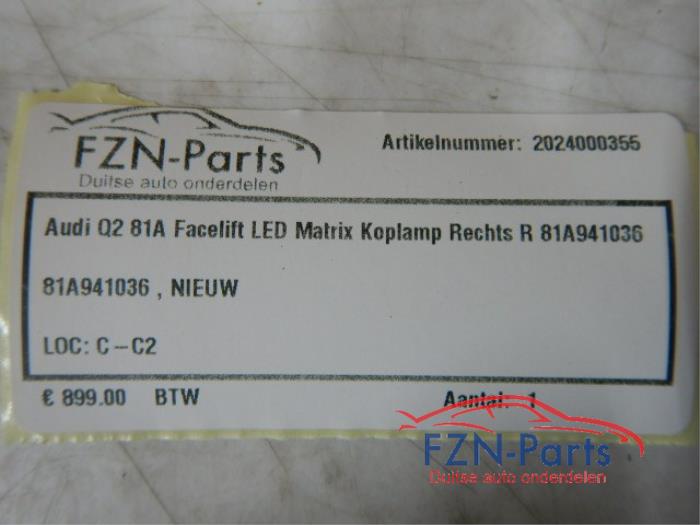 FZN-Parts
Duitse auto onderdelen
Artikelnummer: 2024000355
Audi Q2 81A Facelift LED Matrix Koplamp Rechts R 81A941036
81A941036 , NIEUW
LOC: C-C2
€ 899.00 BTW Aantal: 1
FZN-Parts
Duitse auto onderdelen